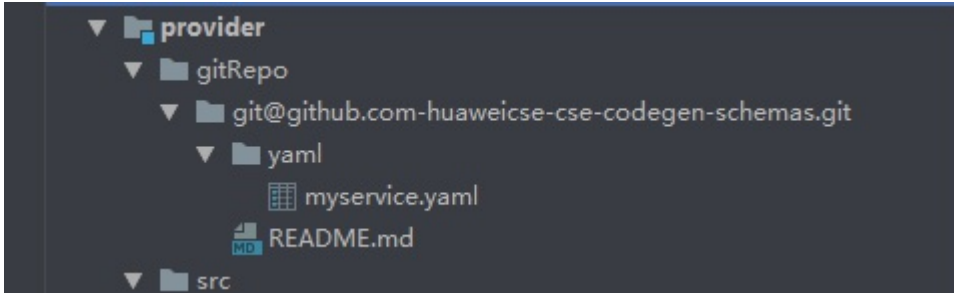 provider
gitRepo
git@github.com-huaweicse-cse-codegen-schemas.git
yaml
myservice.yaml
MD README.md
src